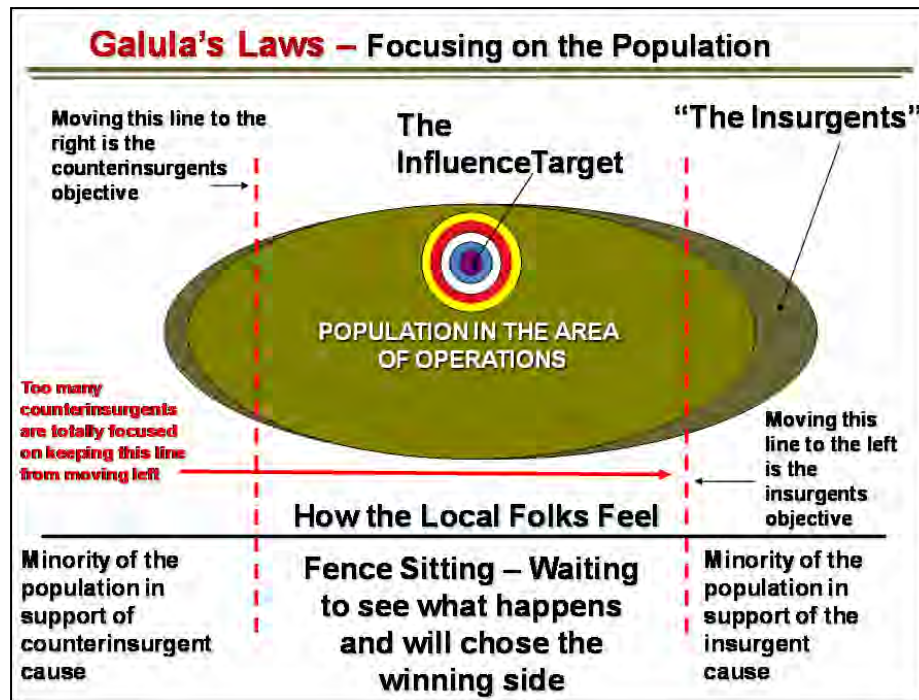 Galula's Laws – Focusing on the Population
Moving this line to the
right is the
counterinsurgents
objective
The
InfluenceTarget
“The Insurgents”
POPULATION IN THE AREA
OF OPERATIONS
Too many
counterinsurgents
are totally focused
on keeping this line
from moving left
Moving this
line to the left
is the
insurgents
objective
How the Local Folks Feel
Minority of the
population in
support of
counterinsurgent
cause
Fence Sitting – Waiting
to see what happens
and will chose the
winning side
Minority of the
population in
support of the
insurgent
cause